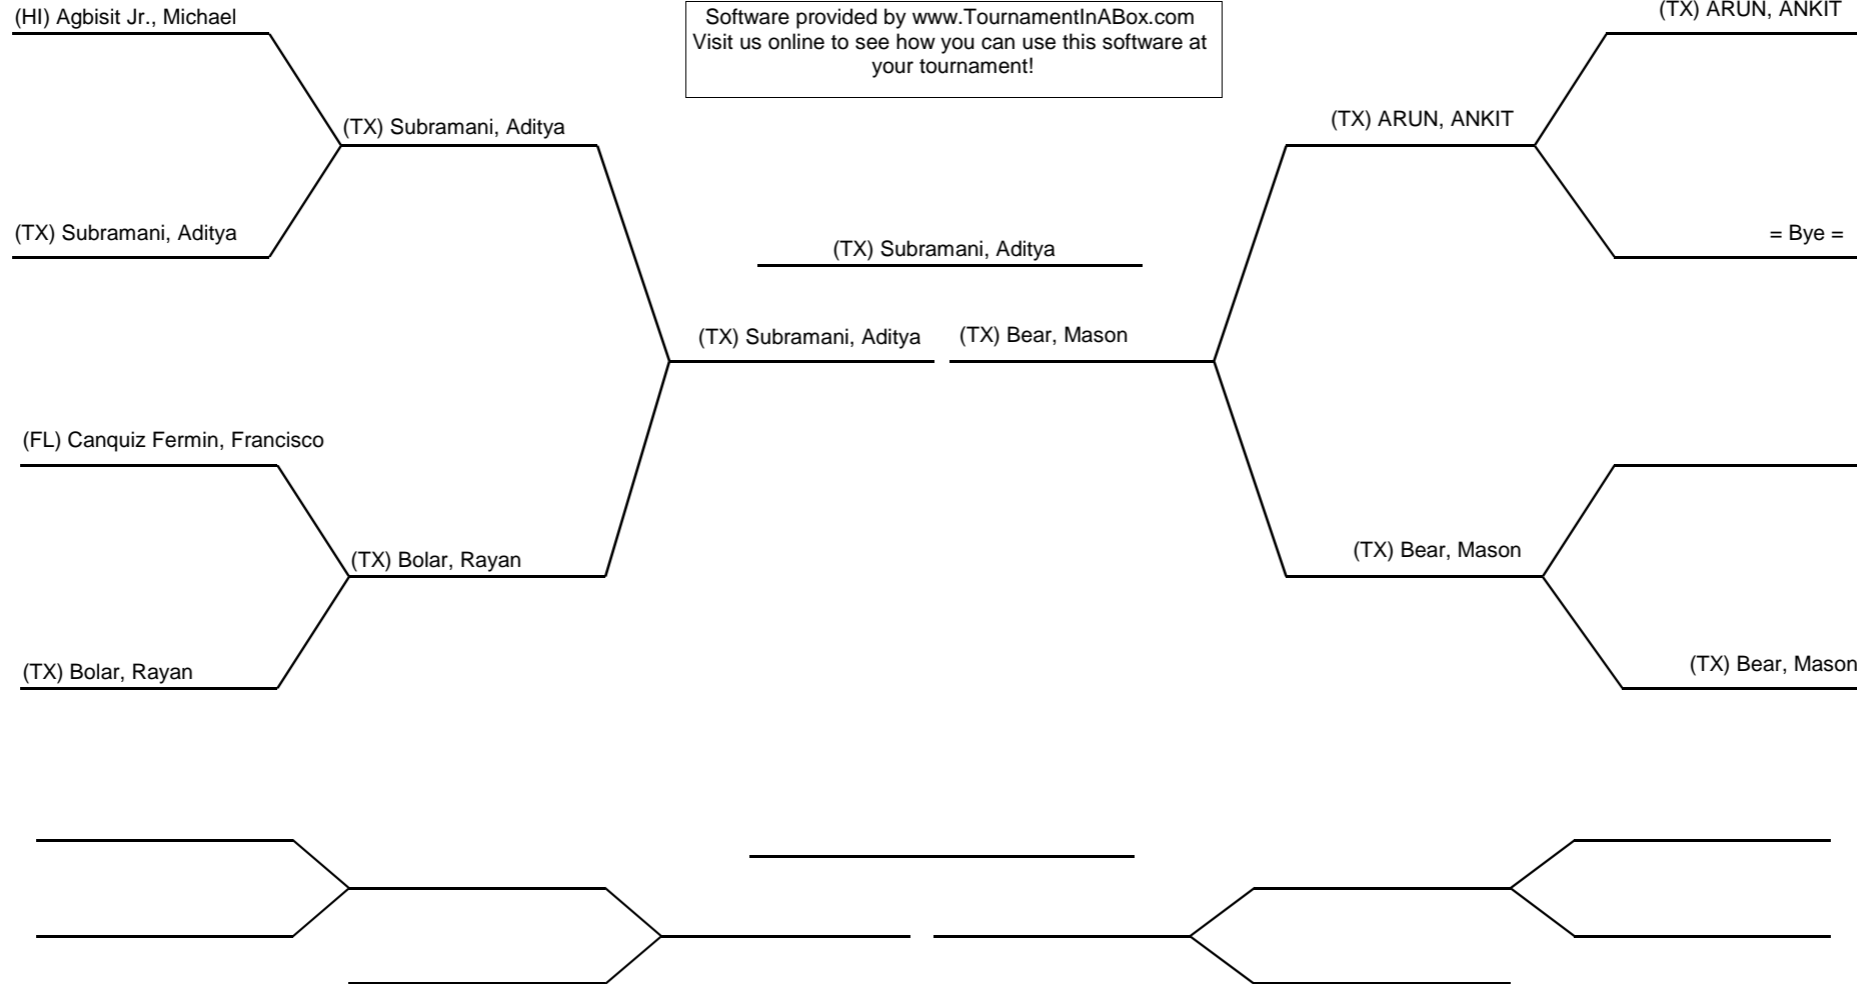 (HI) Agbisit Jr., Michael
Software provided by www.TournamentInABox.com
Visit us online to see how you can use this software at
your tournament!
(TX) ARUN, ANKIT
(TX) Subramani, Aditya
(TX) ARUN, ANKIT
(TX) Subramani, Aditya
(TX) Subramani, Aditya
= Bye =
(TX) Subramani, Aditya
(TX) Bear, Mason
(FL) Canquiz Fermin, Francisco
(TX) Bolar, Rayan
(TX) Bear, Mason
(TX) Bolar, Rayan
(TX) Bear, Mason